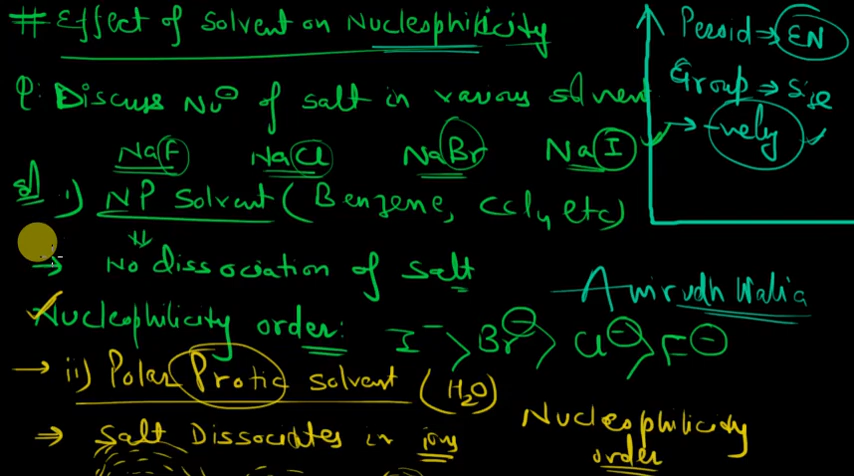 # Effect of Solvent on Nucleophilicity
Period → EN
Group → Size
→ -vely ✓
Q: Discuss Nu⊖ of salt in various solvent
NaF NaCl NaBr NaI
Sol i) NP Solvent (Benzene, CCl4 etc)
→ No dissociation of salt
Anirudh Walia
Nucleophilicity order: I⁻ > Br⊖ > Cl⊖ > F⊖
→ ii) Polar Protic solvent (H2O)
Nucleophilicity
order
⇒ Salt Dissociates in ions